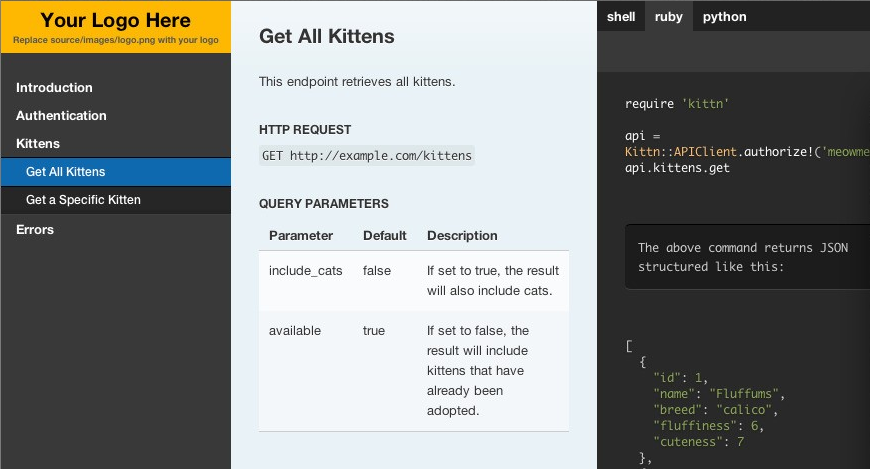 Your Logo Here
Replace source/images/logo.png with your logo
Introduction
Authentication
Kittens
Get All Kittens
Get a Specific Kitten
Errors
Get All Kittens
This endpoint retrieves all kittens.
HTTP REQUEST
GET http://example.com/kittens
QUERY PARAMETERS
Parameter Default Description
include_cats false If set to true, the result
will also include cats.
available true If set to false, the
result will include
kittens that have
already been
adopted.
shell ruby python
require 'kittn'
api =
Kittn::APIClient.authorize!('meowme
api.kittens.get
The above command returns JSON
structured like this:
[
{
"id": 1,
"name": "Fluffums",
"breed": "calico",
"fluffiness": 6,
"cuteness": 7
},